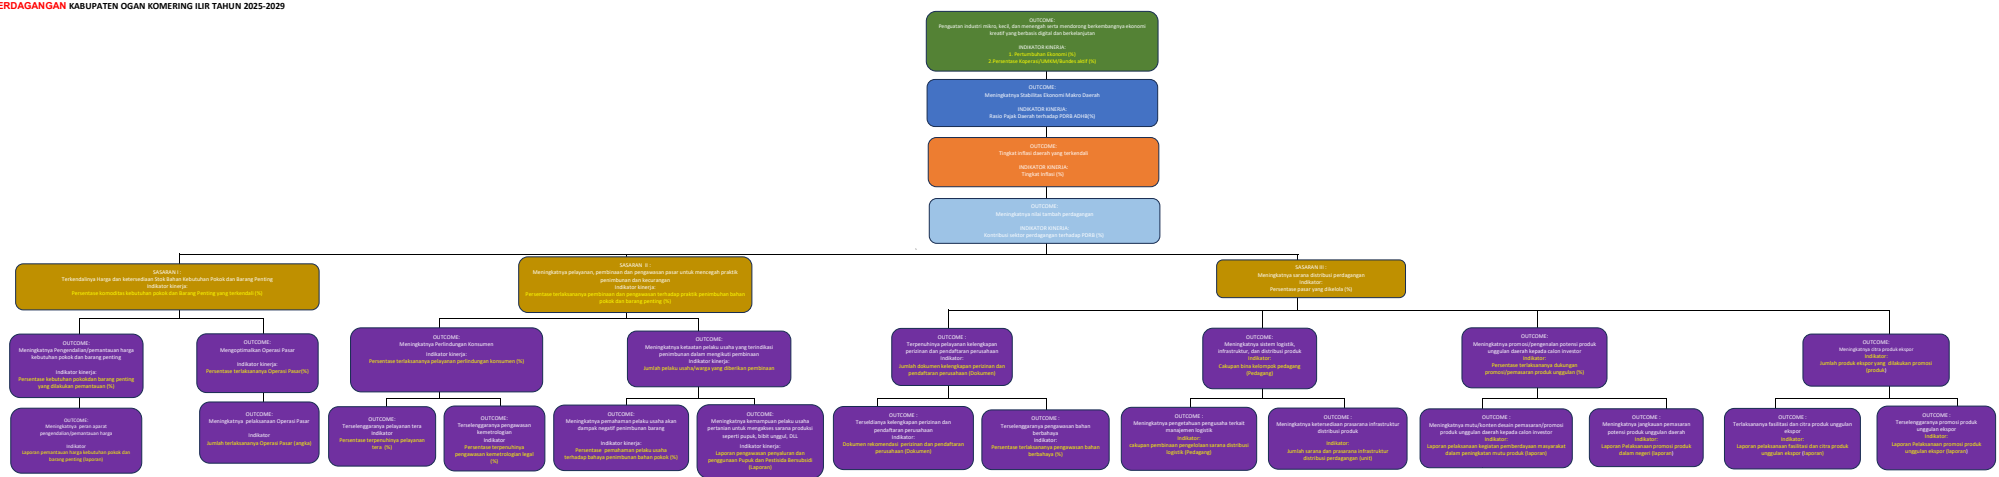 ERDAGANGAN KABUPATEN OGAN KOMERING ILIR TAHUN 2025-2029
OUTCOME:
Penguatan industri mikro, kecil, dan menengah serta mendorong berkembangnya ekonomi
kreatif yang berbasis digital dan berkelanjutan
INDIKATOR KINERJA:
1. Pertumbuhan Ekonomi (%)
2.Persentase Koperasi/UMKM/Bumdes aktif (%)
OUTCOME:
Meningkatnya Stabilitas Ekonomi Makro Daerah
INDIKATOR KINERJA:
Rasio Pajak Daerah terhadap PDRB ADHB(%)
OUTCOME:
Tingkat inflasi daerah yang terkendali
INDIKATOR KINERJA:
Tingkat inflasi (%)
OUTCOME:
Meningkatnya nilai tambah perdagangan
INDIKATOR KINERJA:
Kontribusi sektor perdagangan terhadap PDRB (%)
SASARAN I :
Terkendalinya Harga dan ketersediaan Stok Bahan Kebutuhan Pokok dan Barang Penting
Indikator kinerja:
Persentase komoditas kebutuhan pokok dan Barang Penting yang terkendali (%)
SASARAN II :
Meningkatnya pelayanan, pembinaan dan pengawasan pasar untuk mencegah praktik
penimbunan dan kecurangan
Indikator kinerja:
Persentase terlaksananya pembinaan dan pengawasan terhadap praktik penimbuhan bahan
pokok dan barang penting (%)
SASARAN III :
Meningkatnya sarana distribusi perdagangan
Indikator:
Persentase pasar yang dikelola (%)
OUTCOME:
Meningkatnya Pengendalian/pemantauan harga
kebutuhan pokok dan barang penting
Indikator kinerja:
Persentase kebutuhan pokokdan barang penting
yang dilakukan pemantauan (%)
OUTCOME:
Mengoptimalkan Operasi Pasar
Indikator kinerja:
Persentase terlaksananya Operasi Pasar(%)
OUTCOME:
Meningkatnya Perlindungan Konsumen
Indikator kinerja:
Persentase terlaksananya pelayanan perlindungan konsumen (%)
OUTCOME:
Meningkatnya ketaatan pelaku usaha yang terindikasi
penimbunan dalam mengikuti pembinaan
Indikator kinerja:
Jumlah pelaku usaha/warga yang diberikan pembinaan
OUTCOME :
Terpenuhinya pelayanan kelengkapan
perizinan dan pendaftaran perusahaan
Indikator:
Jumlah dokumen kelengkapan perizinan dan
pendaftaran perusahaan (Dokumen)
OUTCOME:
Meningkatnya sistem logistik,
infrastruktur, dan distribusi produk
Indikator:
Cakupan bina kelompok pedagang
(Pedagang)
OUTCOME:
Meningkatnya promosi/pengenalan potensi produk
unggulan daerah kepada calon investor
Indikator:
Persentase terlaksananya dukungan
promosi/pemasaran produk unggulan (%)
OUTCOME:
Meningkatnya citra produk ekspor
Indikator:
Jumlah produk ekspor yang dilakukan promosi
(produk)
OUTCOME:
Meningkatnya peran aparat
pengendalian/pemantauan harga
Indikator
Laporan pemantauan harga kebutuhan pokok dan
barang penting (laporan)
OUTCOME:
Meningkatnya pelaksanaan Operasi Pasar
Indikator
Jumlah terlaksananya Operasi Pasar (angka)
OUTCOME:
Terselenggaranya pelayanan tera
Indikator
Persentase terpenuhinya pelayanan
tera (%)
OUTCOME:
Terselenggaranya pengawasan
kemetrologian
Indikator
Persentase terpenuhinya
pengawasan kemetrologian legal
(%)
OUTCOME:
Meningkatnya pemahaman pelaku usaha akan
dampak negatif penimbunan barang
Indikator kinerja:
Persentase pemahaman pelaku usaha
terhadap bahaya penimbunan bahan pokok (%)
OUTCOME:
Meningkatnya kemampuan pelaku usaha
pertanian untuk mengakses sarana produksi
seperti pupuk, bibit unggul, DLL
Indikator kinerja:
Laporan pengawasan penyaluran dan
penggunaan Pupuk dan Pestisida Bersubsidi
(Laporan)
OUTCOME :
Tersedianya kelengkapan perizinan dan
pendaftaran perusahaan
Indikator:
Dokumen rekomendasi perizinan dan pendaftaran
perusahaan (Dokumen)
OUTCOME :
Terselenggaranya pengawasan bahan
berbahaya
Indikator:
Persentase terlaksananya pengawasan bahan
berbahaya (%)
OUTCOME :
Meningkatnya pengetahuan pengusaha terkait
manajemen logistik
Indikator:
cakupan pembinaan pengelolaan sarana distribusi
logistik (Pedagang)
OUTCOME :
Meningkatnya ketersediaan prasarana infrastruktur
distribusi produk
Indikator:
Jumlah sarana dan prasarana infrastruktur
distribusi perdagangan (unit)
OUTCOME :
Meningkatnya mutu/konten desain pemasaran/promosi
produk unggulan daerah kepada calon investor
Indikator:
Laporan pelaksanaan kegiatan pemberdayaan masyarakat
dalam peningkatan mutu produk (laporan)
OUTCOME :
Meningkatnya jangkauan pemasaran
potensi produk unggulan daerah
Indikator:
Laporan pelaksanaan promosi produk
dalam negeri (laporan)
OUTCOME :
Terlaksananya fasilitasi dan citra produk unggulan
ekspor
Indikator:
Laporan pelaksanaan fasilitasi dan citra produk
unggulan ekspor (laporan)
OUTCOME :
Terselenggaranya promosi produk
unggulan ekspor
Indikator:
Laporan Pelaksanaan promosi produk
unggulan ekspor (laporan)